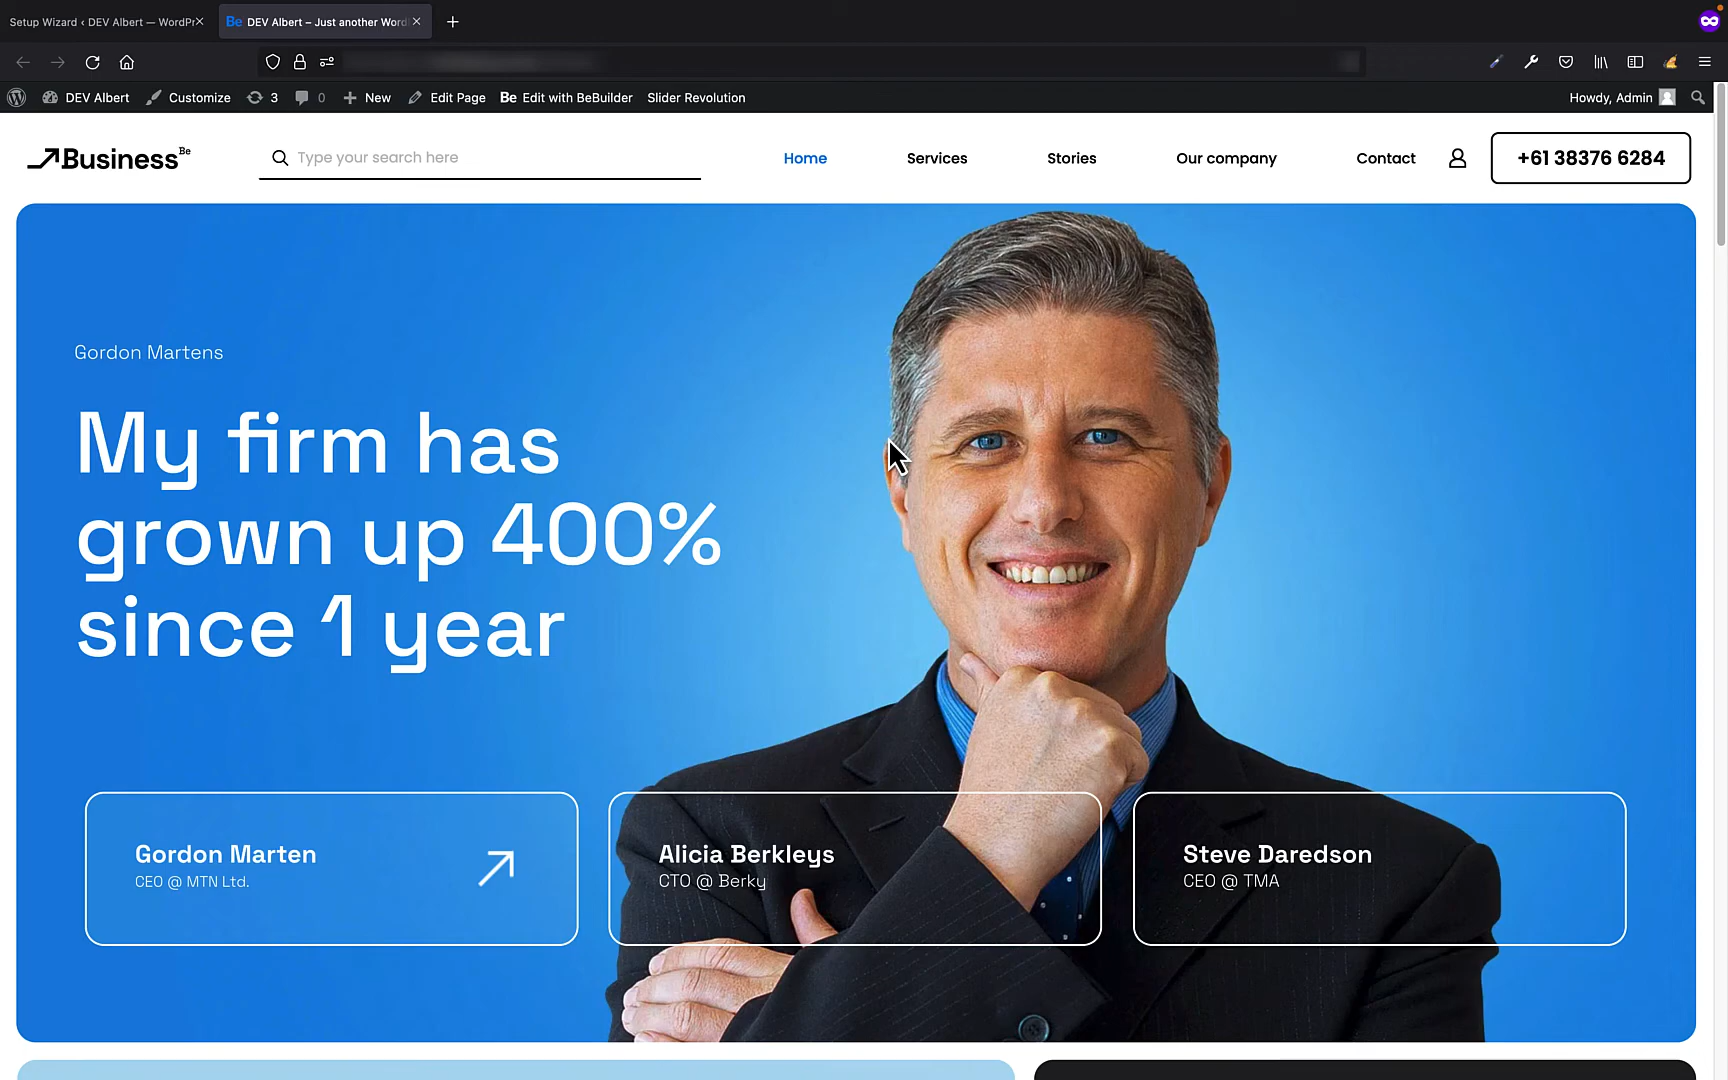 Setup Wizard ‹ DEV Albert — WordPr
Be DEV Albert – Just another Word
DEV Albert Customize 3 0 New Edit Page Be Edit with BeBuilder Slider Revolution Howdy, Admin
Business Be Type your search here Home Services Stories Our company Contact +61 38376 6284
Gordon Martens
My firm has
grown up 400%
since 1 year
Gordon Marten
CEO @ MTN Ltd.
Alicia Berkleys
CTO @ Berky
Steve Daredson
CEO @ TMA